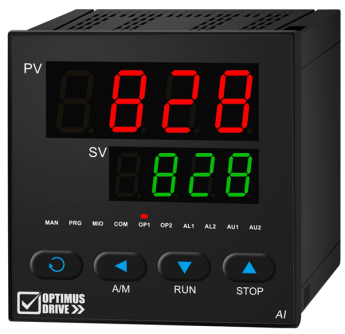 PV
828
SV
828
MAN PRG MIO COM OP1 OP2 AL1 AL2 AU1 AU2
A/M RUN STOP
OPTIMUS
DRIVE
AI